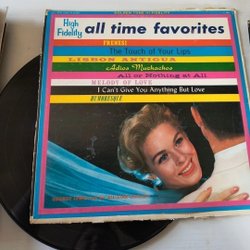 High
Fidelity
all time favorites
FRENESI
The Touch of Your Lips
LISBON ANTIGUA
Adios Muchachos
All or Nothing at All
MELODY OF LOVE
I Can't Give You Anything But Love